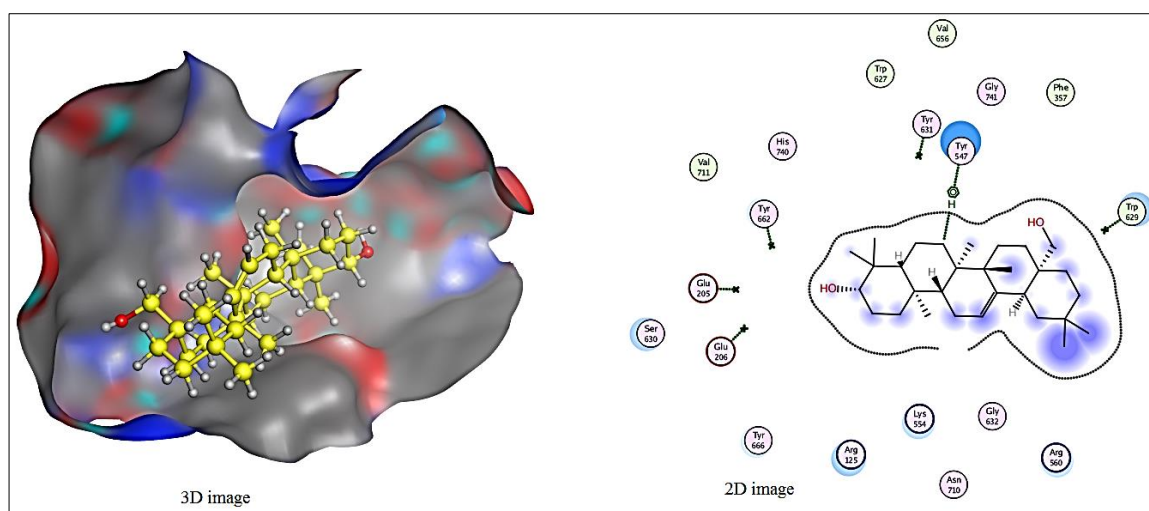 Val
656
Trp
627
Gly
741
Phe
357
Tyr
631
Tyr
547
His
740
Val
711
Tyr
662
H
Trp
629
HO
HO
H
H
H
Glu
205
Ser
630
Glu
206
Lys
554
Gly
632
Tyr
666
Arg
125
Arg
560
Asn
710
3D image
2D image